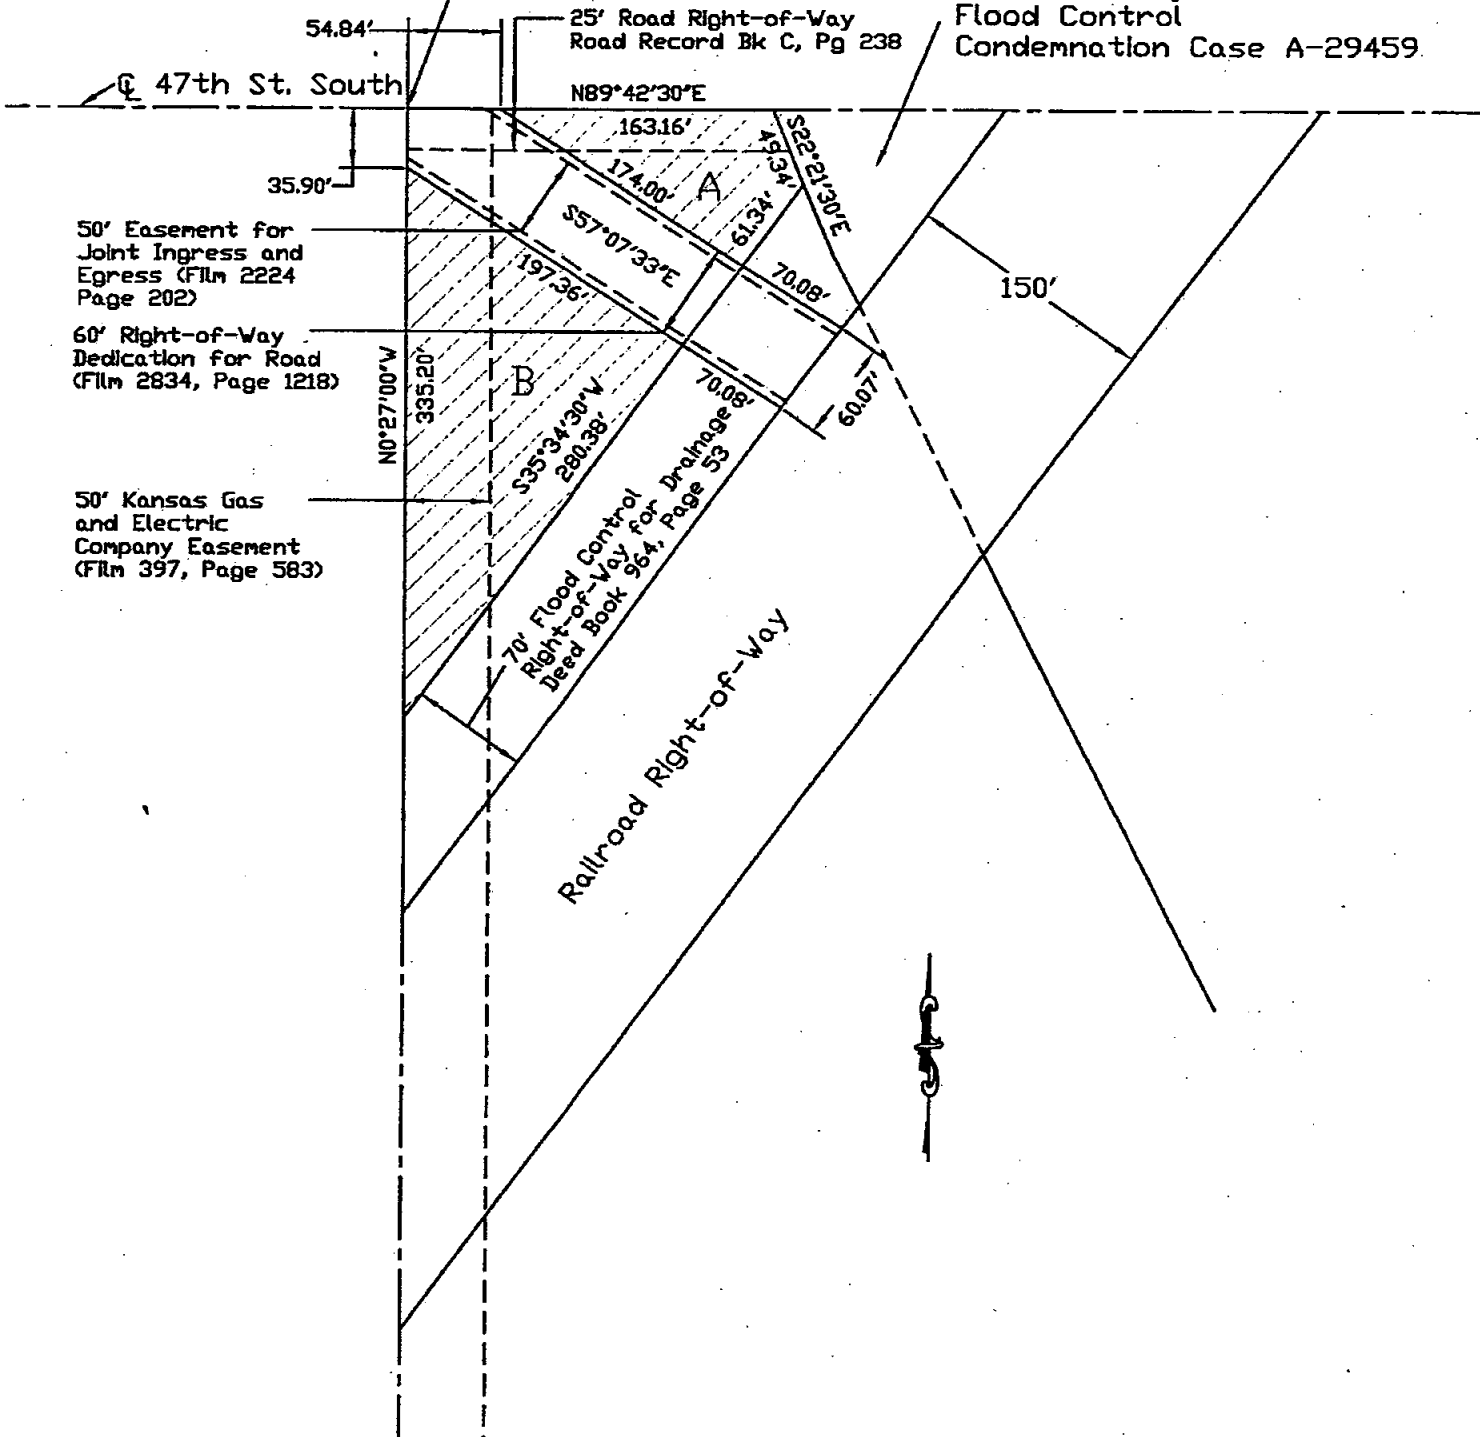 54.84'
25' Road Right-of-Way
Road Record Bk C, Pg 238
Flood Control
Condemnation Case A-29459
℄ 47th St. South
N89°42'30"E
163.16'
S22°21'30"E
49.34'
35.90'
174.00'
A
61.34'
50' Easement for
Joint Ingress and
Egress (Film 2224
Page 202)
S57°07'33"E
197.36'
70.08'
150'
60' Right-of-Way
Dedication for Road
(Film 2834, Page 1218)
N0°27'00"W
335.20'
B
70.08'
60.07'
S35°34'30"W
280.38'
50' Kansas Gas
and Electric
Company Easement
(Film 397, Page 583)
70' Flood Control
Right-of-Way for Drainage
Deed Book 964, Page 53
Railroad Right-of-Way